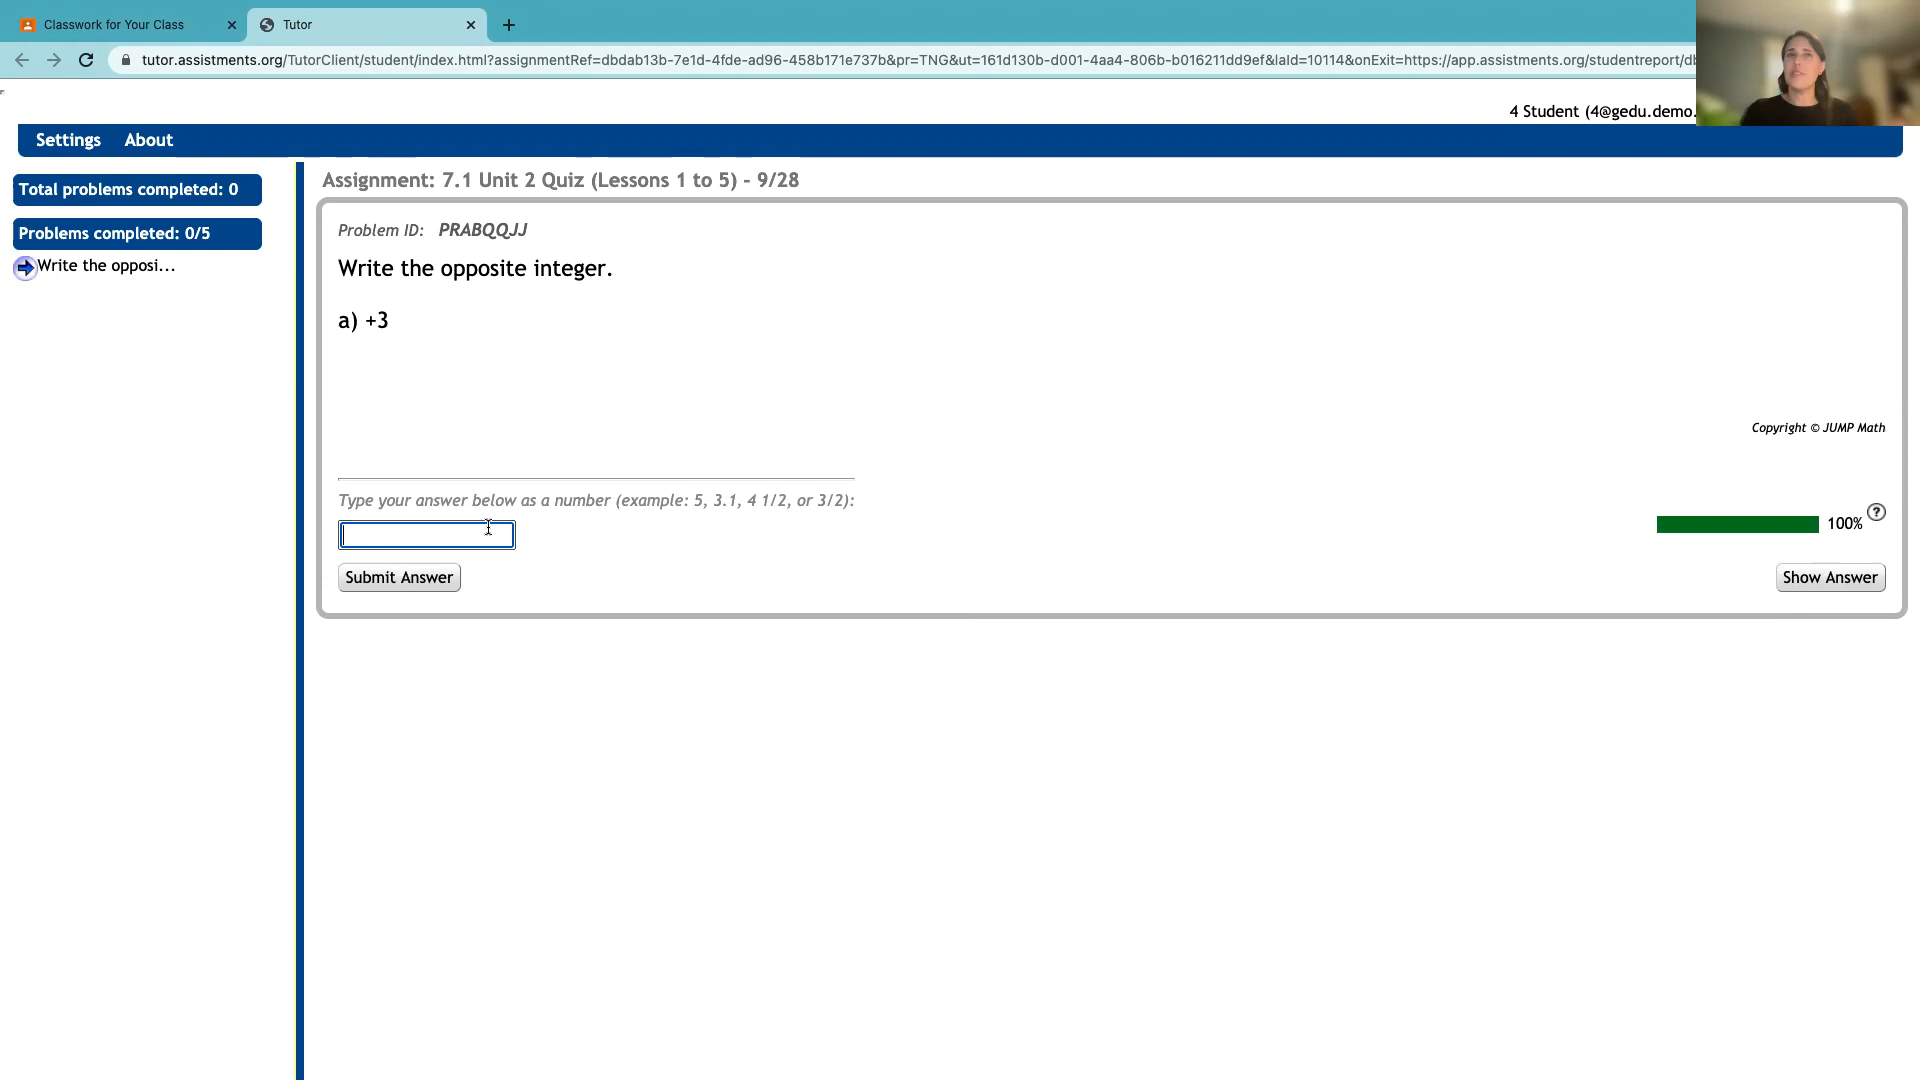 Classwork for Your Class
Tutor
tutor.assistments.org/TutorClient/student/index.html?assignmentRef=dbdab13b-7e1d-4fde-ad96-458b171e737b&pr=TNG&ut=161d130b-d001-4aa4-806b-b016211dd9ef&laId=10114&onExit=https://app.assistments.org/studentreport/db
4 Student (4@gedu.demo.
Settings About
Total problems completed: 0
Problems completed: 0/5
Write the opposi...
Assignment: 7.1 Unit 2 Quiz (Lessons 1 to 5) - 9/28
Problem ID: PRABQQJJ
Write the opposite integer.
a) +3
Copyright © JUMP Math
Type your answer below as a number (example: 5, 3.1, 4 1/2, or 3/2):
100% ?
Submit Answer
Show Answer